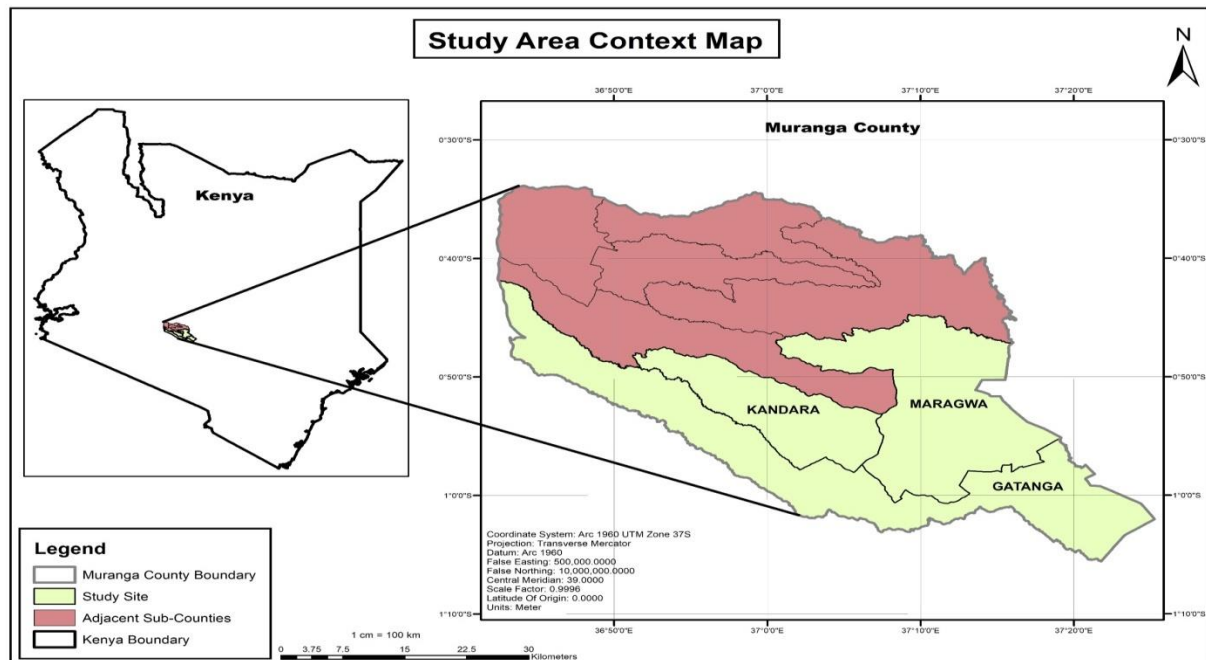 Study Area Context Map
N
Kenya
36°50'0"E 37°0'0"E 37°10'0"E 37°20'0"E
Muranga County
0°30'0"S 0°30'0"S
0°40'0"S 0°40'0"S
0°50'0"S 0°50'0"S
KANDARA
MARAGWA
GATANGA
1°0'0"S 1°0'0"S
Coordinate System: Arc 1960 UTM Zone 37S
Projection: Transverse Mercator
Datum: Arc 1960
False Easting: 500,000.0000
False Northing: 10,000,000.0000
Central Meridian: 39.0000
Scale Factor: 0.9996
Latitude Of Origin: 0.0000
Units: Meter
1°10'0"S 1°10'0"S
36°50'0"E 37°0'0"E 37°10'0"E 37°20'0"E
Legend
Muranga County Boundary
Study Site
Adjacent Sub-Counties
Kenya Boundary
1 cm = 100 km
0 3.75 7.5 15 22.5 30
Kilometers